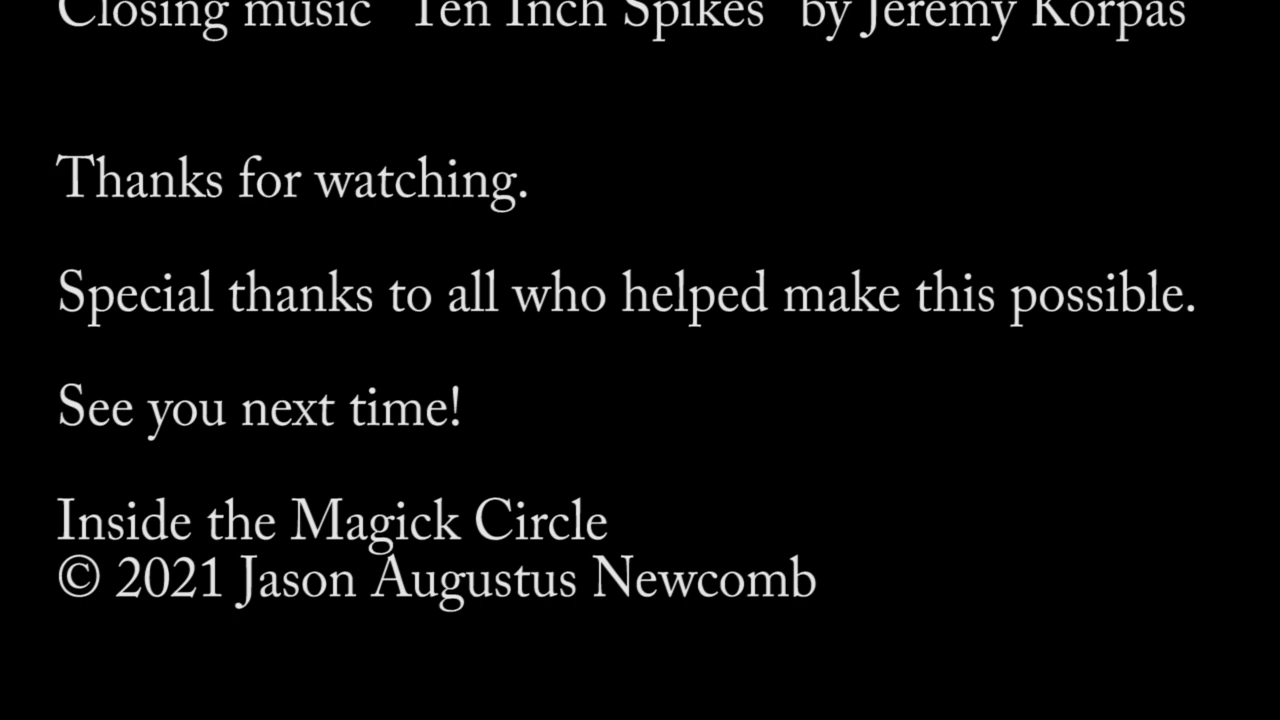 Closing music "Ten Inch Spikes" by Jeremy Korpas
Thanks for watching.
Special thanks to all who helped make this possible.
See you next time!
Inside the Magick Circle
© 2021 Jason Augustus Newcomb